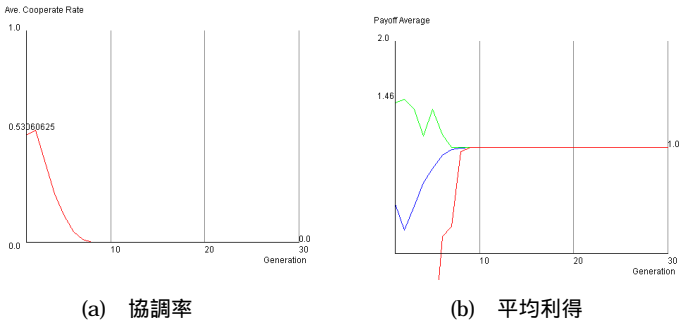 Ave. Cooperate Rate
1.0
0.53060625
0.0
10
20
30
0.0
Generation
(a) 協調率
Payoff Average
2.0
1.46
1.0
10
20
30
Generation
(b) 平均利得